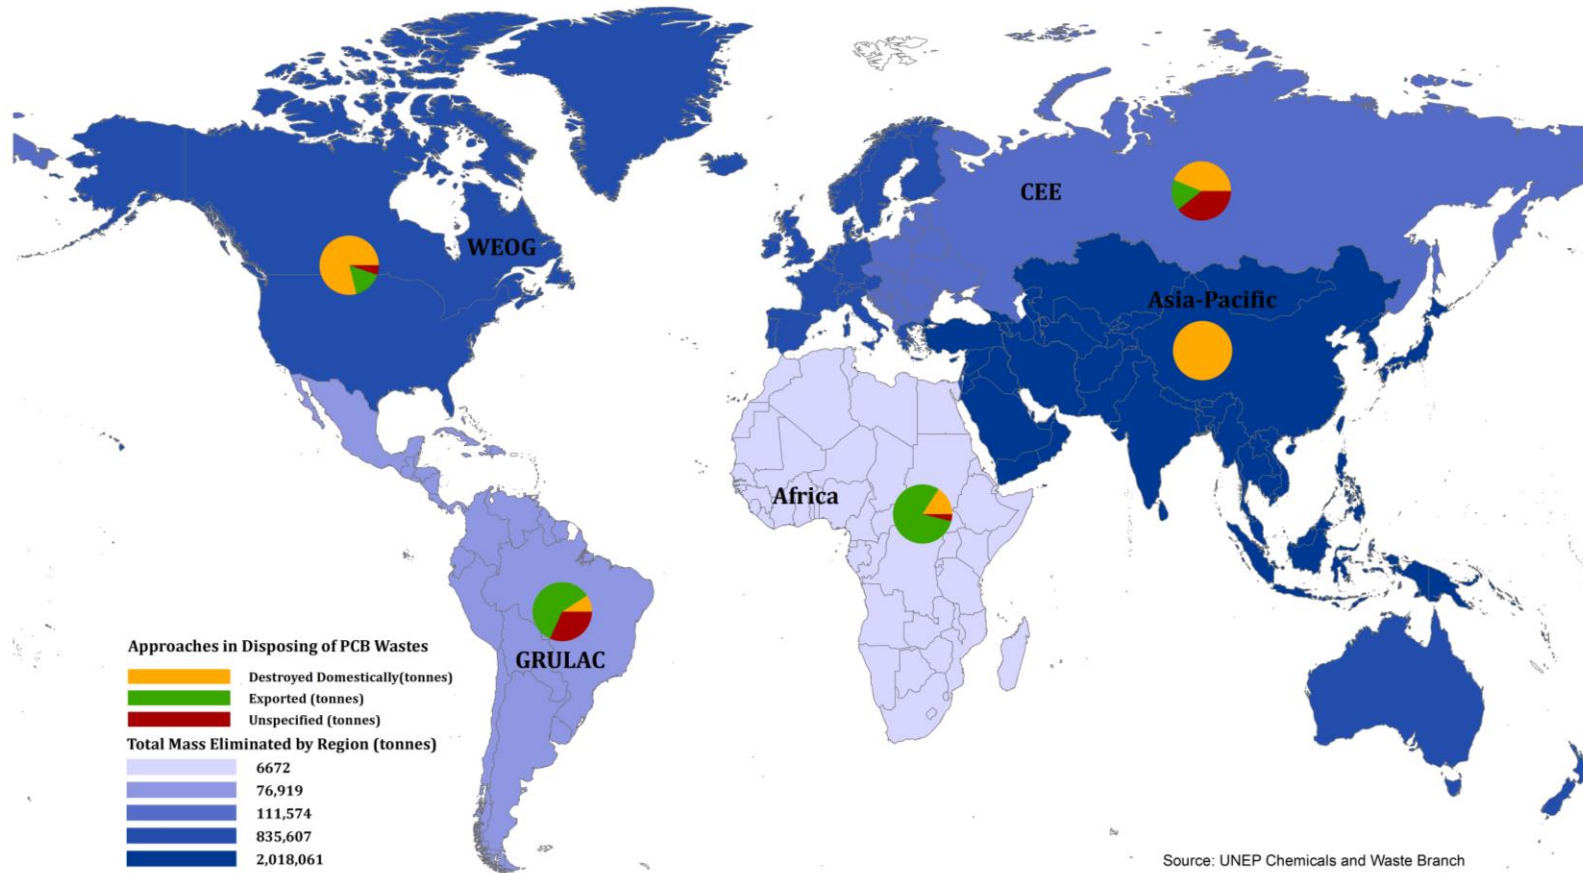 WEOG
CEE
Asia-Pacific
Africa
GRULAC
Approaches in Disposing of PCB Wastes
Destroyed Domestically(tonnes)
Exported (tonnes)
Unspecified (tonnes)
Total Mass Eliminated by Region (tonnes)
6672
76,919
111,574
835,607
2,018,061
Source: UNEP Chemicals and Waste Branch